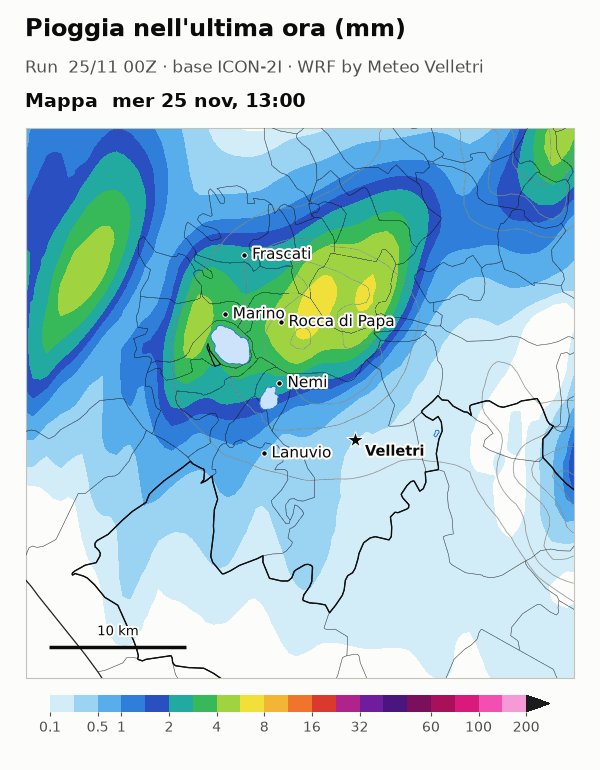 Pioggia nell'ultima ora (mm)
Run  25/11 00Z · base ICON-2I · WRF by Meteo Velletri
Mappa  mer 25 nov, 13:00
Frascati
Marino
Rocca di Papa
Nemi
Velletri
Lanuvio
10 km
0.1 0.5 1 2 4 8 16 32 60 100 200